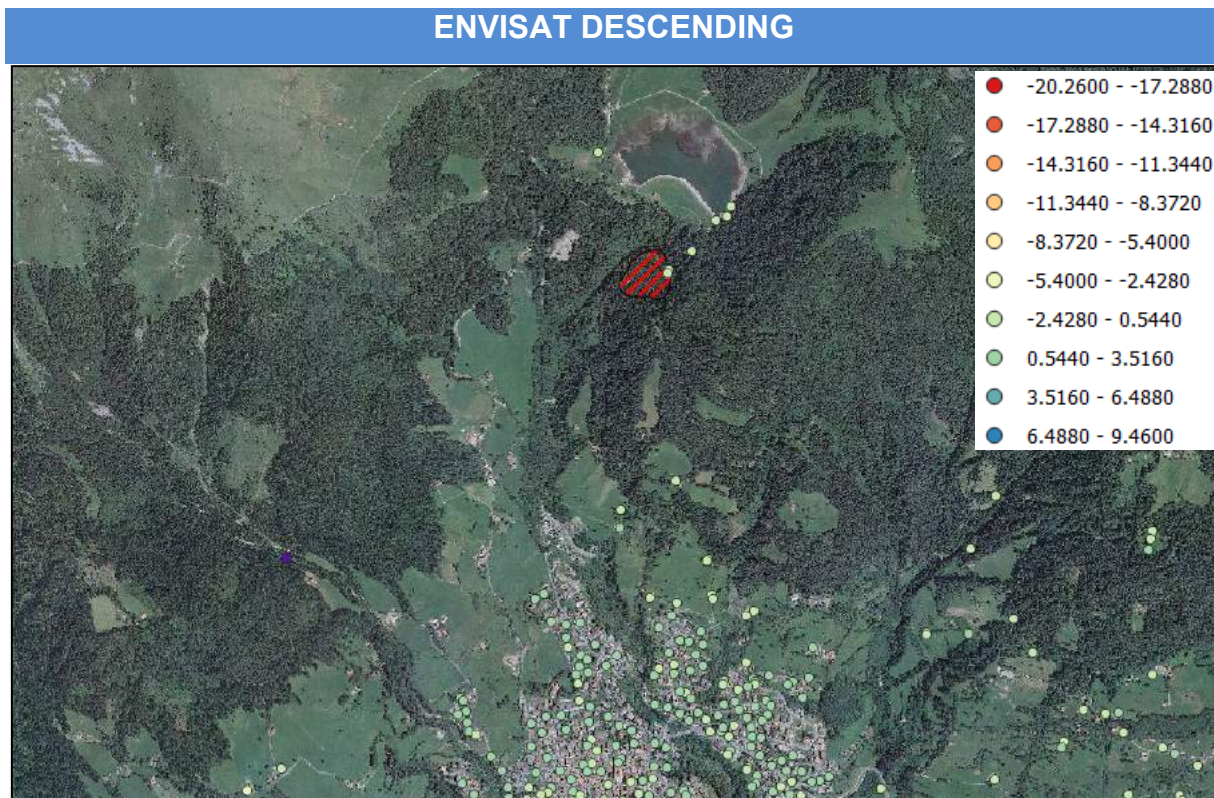 ENVISAT DESCENDING
-20.2600 - -17.2880
-17.2880 - -14.3160
-14.3160 - -11.3440
-11.3440 - -8.3720
-8.3720 - -5.4000
-5.4000 - -2.4280
-2.4280 - 0.5440
0.5440 - 3.5160
3.5160 - 6.4880
6.4880 - 9.4600